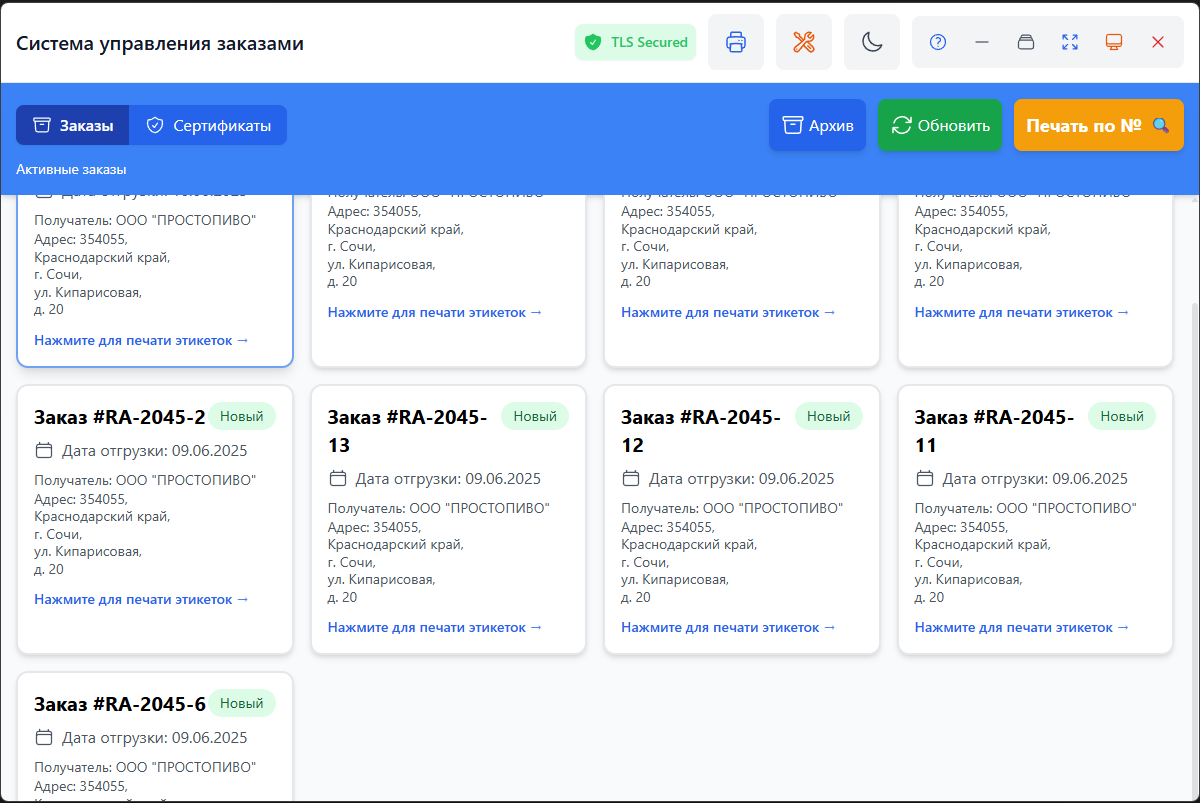 Система управления заказами
TLS Secured
Заказы
Сертификаты
Архив
Обновить
Печать по №
Активные заказы
Получатель: ООО "ПРОСТОПИВО"
Адрес: 354055,
Краснодарский край,
г. Сочи,
ул. Кипарисовая,
д. 20
Нажмите для печати этикеток →
Адрес: 354055,
Краснодарский край,
г. Сочи,
ул. Кипарисовая,
д. 20
Нажмите для печати этикеток →
Адрес: 354055,
Краснодарский край,
г. Сочи,
ул. Кипарисовая,
д. 20
Нажмите для печати этикеток →
Адрес: 354055,
Краснодарский край,
г. Сочи,
ул. Кипарисовая,
д. 20
Нажмите для печати этикеток →
Заказ #RA-2045-2
Новый
Дата отгрузки: 09.06.2025
Получатель: ООО "ПРОСТОПИВО"
Адрес: 354055,
Краснодарский край,
г. Сочи,
ул. Кипарисовая,
д. 20
Нажмите для печати этикеток →
Заказ #RA-2045-
13
Новый
Дата отгрузки: 09.06.2025
Получатель: ООО "ПРОСТОПИВО"
Адрес: 354055,
Краснодарский край,
г. Сочи,
ул. Кипарисовая,
д. 20
Нажмите для печати этикеток →
Заказ #RA-2045-
12
Новый
Дата отгрузки: 09.06.2025
Получатель: ООО "ПРОСТОПИВО"
Адрес: 354055,
Краснодарский край,
г. Сочи,
ул. Кипарисовая,
д. 20
Нажмите для печати этикеток →
Заказ #RA-2045-
11
Новый
Дата отгрузки: 09.06.2025
Получатель: ООО "ПРОСТОПИВО"
Адрес: 354055,
Краснодарский край,
г. Сочи,
ул. Кипарисовая,
д. 20
Нажмите для печати этикеток →
Заказ #RA-2045-6
Новый
Дата отгрузки: 09.06.2025
Получатель: ООО "ПРОСТОПИВО"
Адрес: 354055,